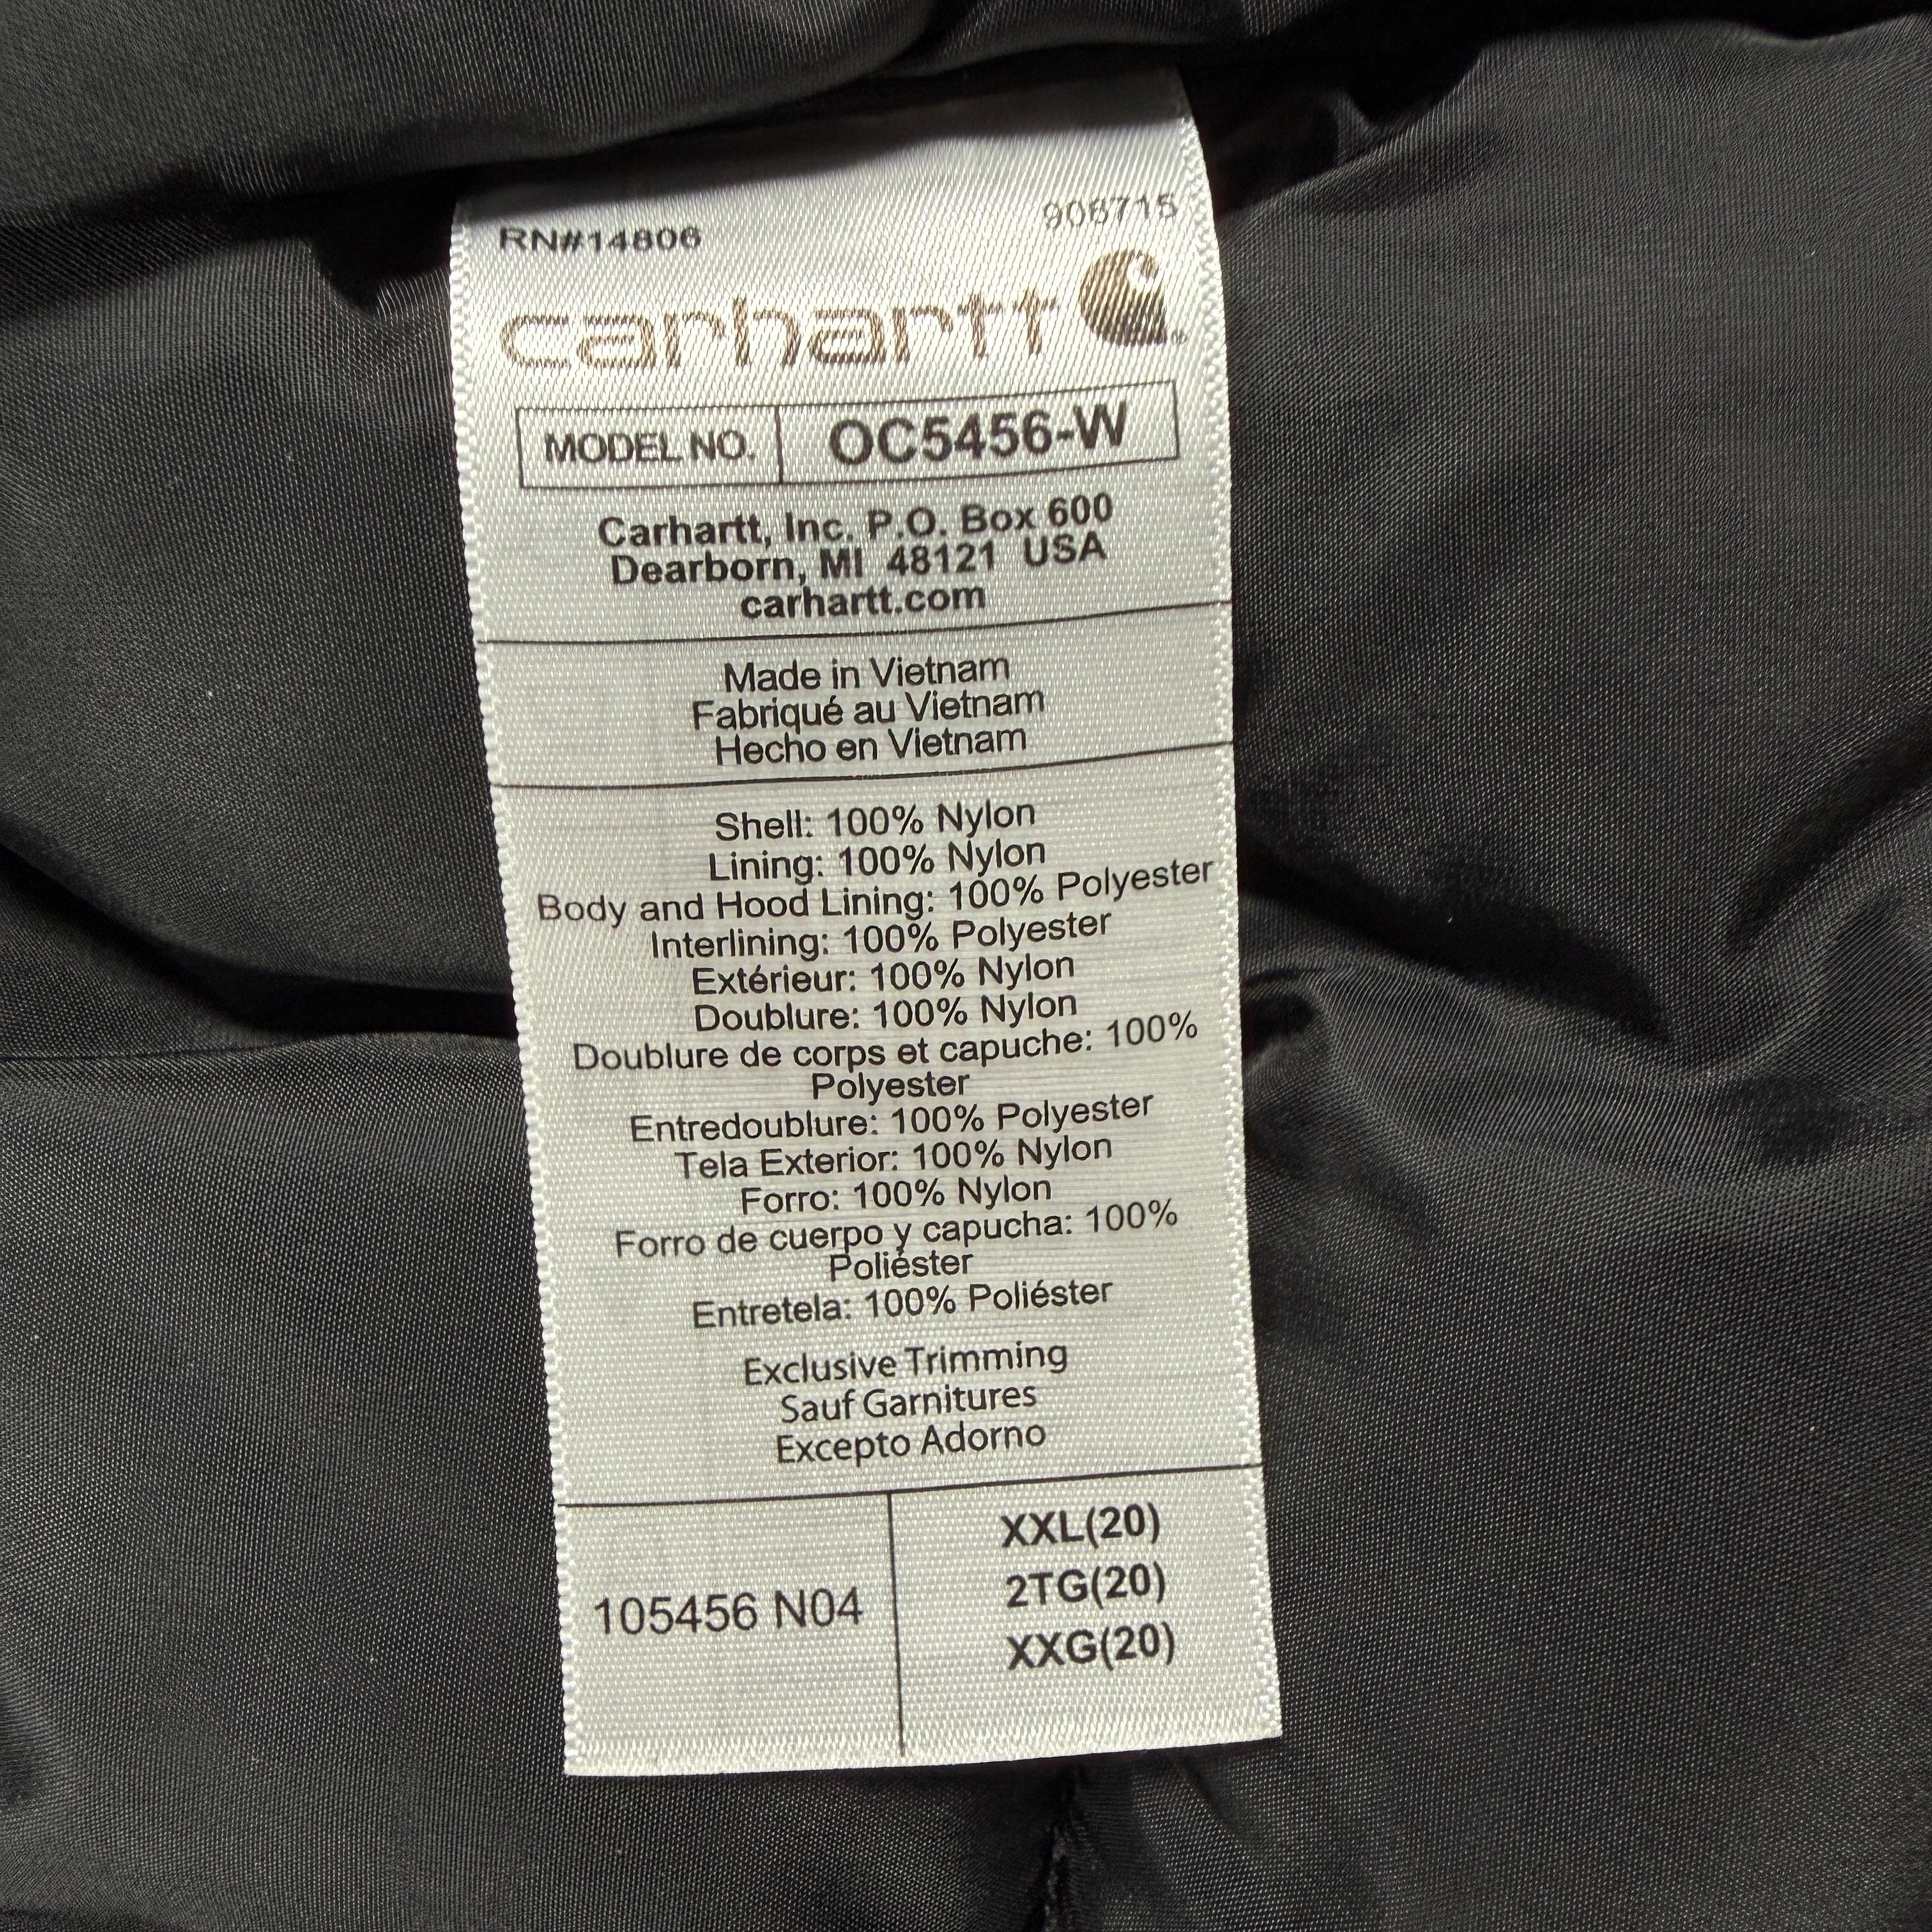 RN#14806
906715
carhartt
MODEL NO. OC5456-W
Carhartt, Inc. P.O. Box 600
Dearborn, MI 48121 USA
carhartt.com
Made in Vietnam
Fabriqué au Vietnam
Hecho en Vietnam
Shell: 100% Nylon
Lining: 100% Nylon
Body and Hood Lining: 100% Polyester
Interlining: 100% Polyester
Extérieur: 100% Nylon
Doublure: 100% Nylon
Doublure de corps et capuche: 100%
Polyester
Entredoublure: 100% Polyester
Tela Exterior: 100% Nylon
Forro: 100% Nylon
Forro de cuerpo y capucha: 100%
Poliéster
Entretela: 100% Poliéster
Exclusive Trimming
Sauf Garnitures
Excepto Adorno
105456 N04
XXL(20)
2TG(20)
XXG(20)